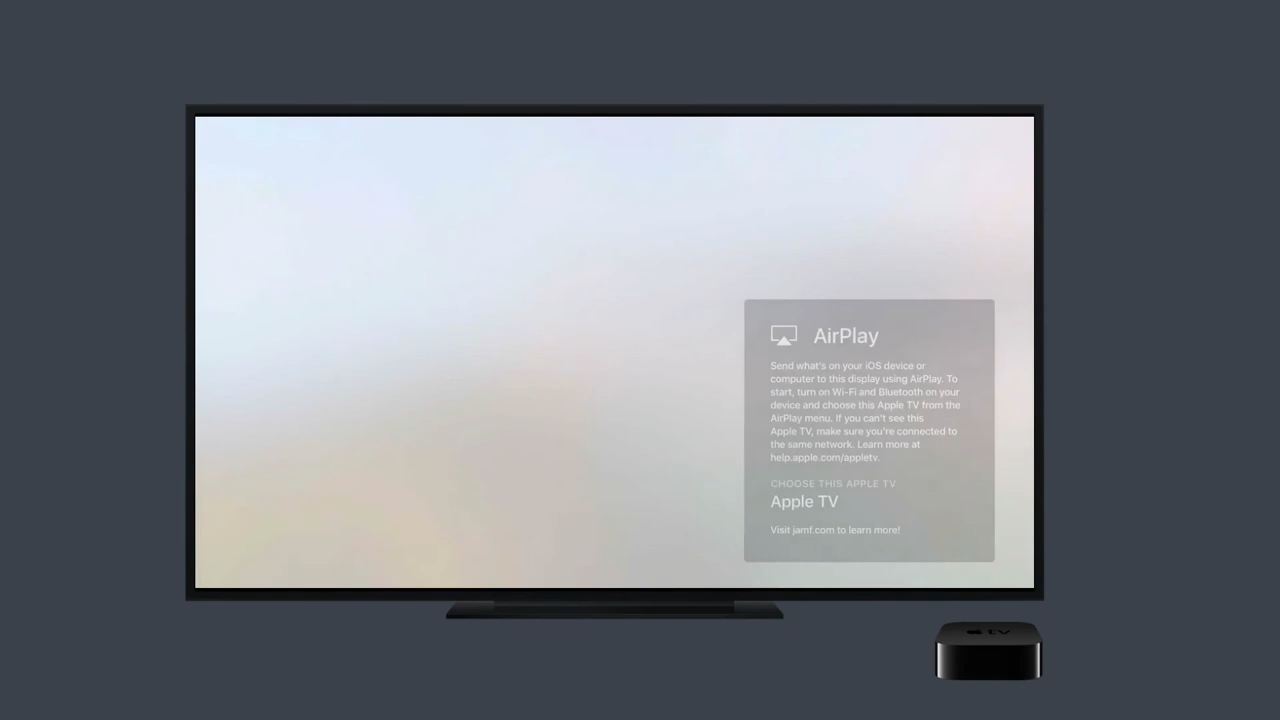 AirPlay
Send what's on your iOS device or
computer to this display using AirPlay. To
start, turn on Wi-Fi and Bluetooth on your
device and choose this Apple TV from the
AirPlay menu. If you can't see this
Apple TV, make sure you're connected to
the same network. Learn more at
help.apple.com/appletv.
CHOOSE THIS APPLE TV
Apple TV
Visit jamf.com to learn more!
tv